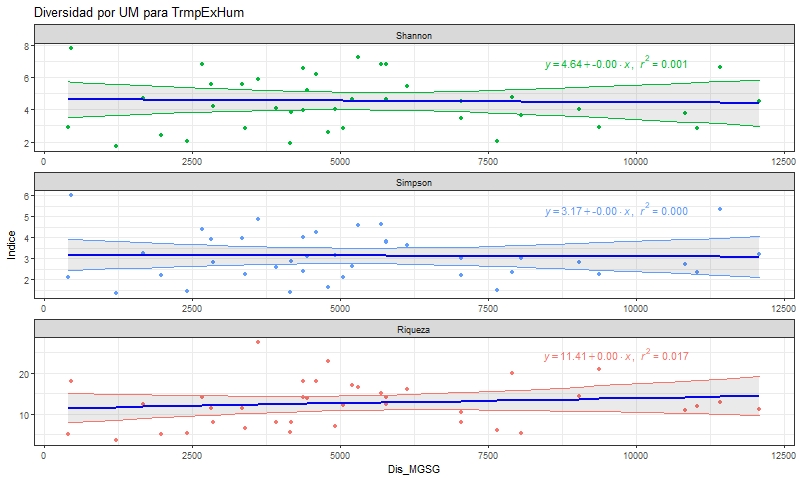 Diversidad por UM para TrmpExHum
Shannon
8
6
4
2
y = 4.64 + -0.00 · x, r² = 0.001
0 2500 5000 7500 10000 12500
Simpson
6
5
4
3
2
y = 3.17 + -0.00 · x, r² = 0.000
0 2500 5000 7500 10000 12500
Indice
Riqueza
20
10
y = 11.41 + 0.00 · x, r² = 0.017
0 2500 5000 7500 10000 12500
Dis_MGSG